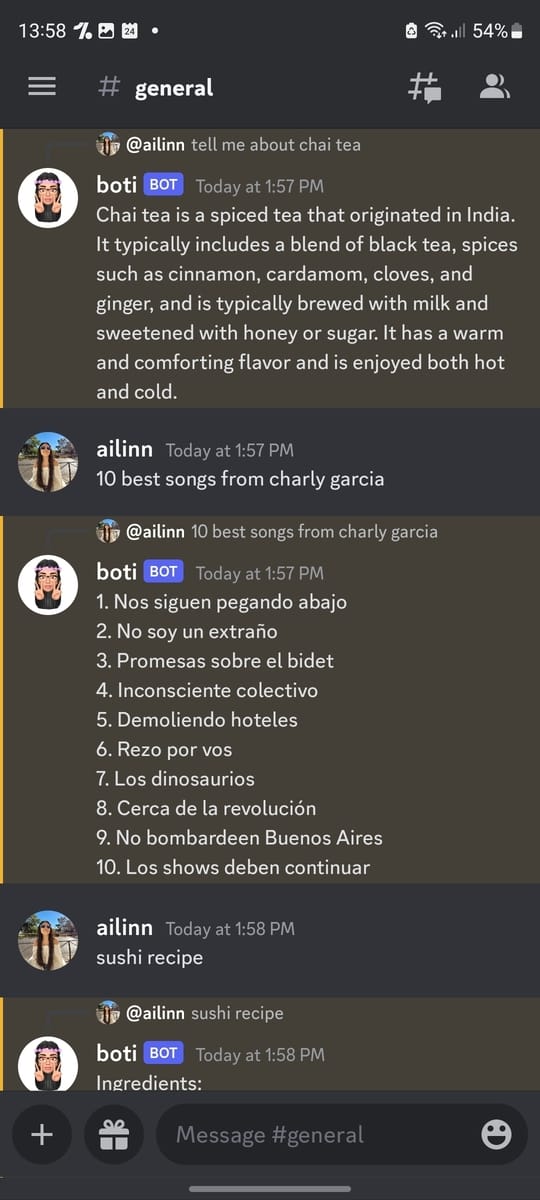 13:58 24 54%
# general
@ailinn tell me about chai tea
boti BOT Today at 1:57 PM
Chai tea is a spiced tea that originated in India.
It typically includes a blend of black tea, spices
such as cinnamon, cardamom, cloves, and
ginger, and is typically brewed with milk and
sweetened with honey or sugar. It has a warm
and comforting flavor and is enjoyed both hot
and cold.
ailinn Today at 1:57 PM
10 best songs from charly garcia
@ailinn 10 best songs from charly garcia
boti BOT Today at 1:57 PM
1. Nos siguen pegando abajo
2. No soy un extraño
3. Promesas sobre el bidet
4. Inconsciente colectivo
5. Demoliendo hoteles
6. Rezo por vos
7. Los dinosaurios
8. Cerca de la revolución
9. No bombardeen Buenos Aires
10. Los shows deben continuar
ailinn Today at 1:58 PM
sushi recipe
@ailinn sushi recipe
boti BOT Today at 1:58 PM
Ingredients:
Message #general